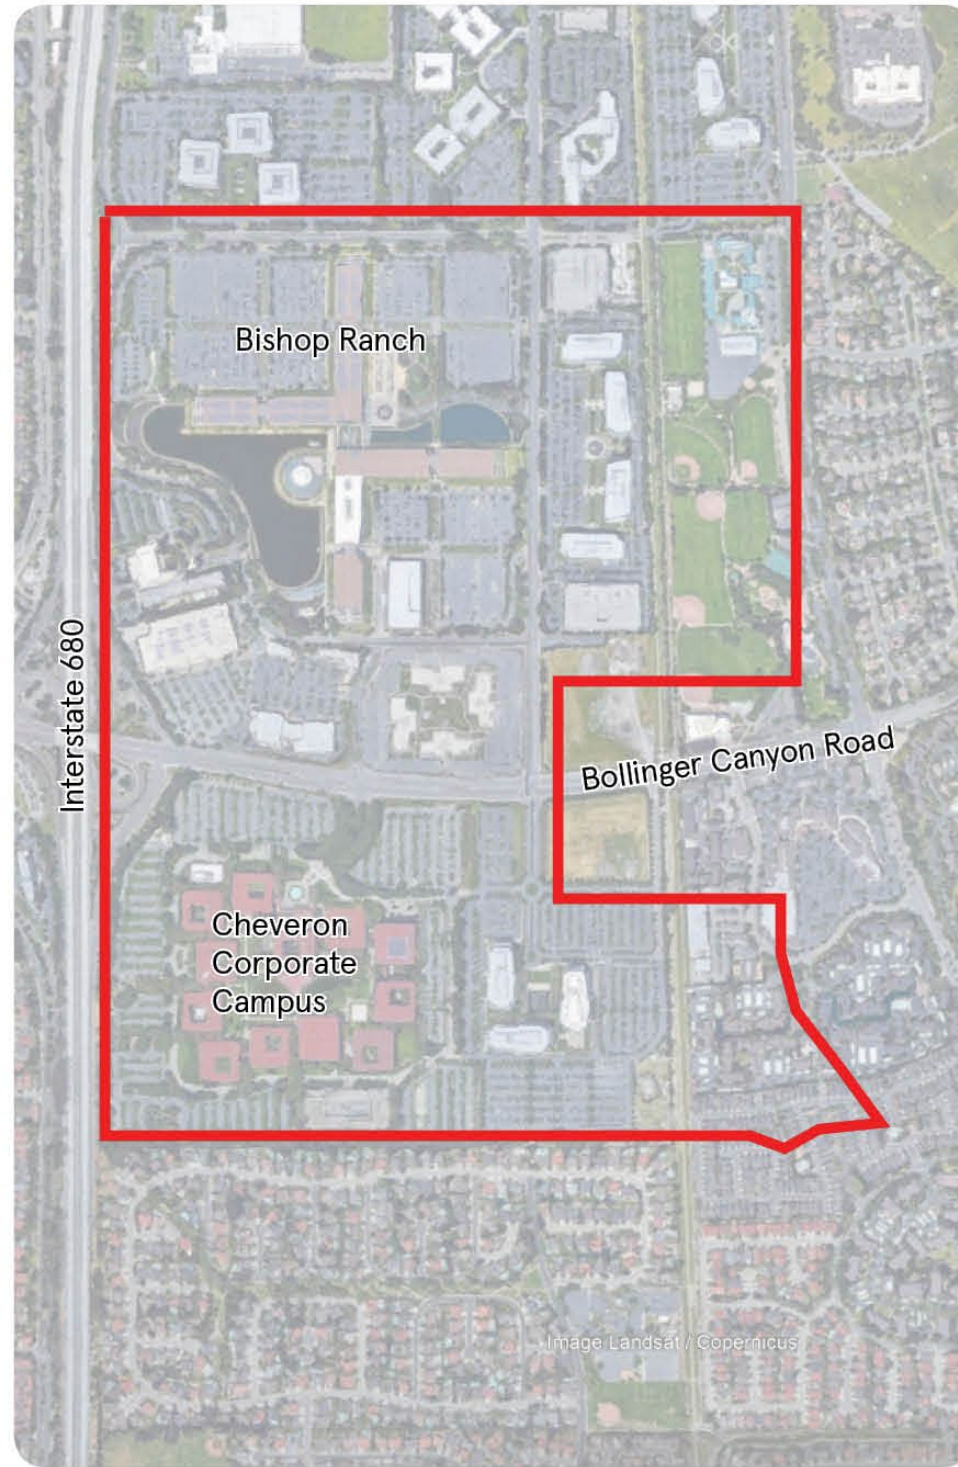 Bishop Ranch
Interstate 680
Bollinger Canyon Road
Cheveron
Corporate
Campus
Image Landsat / Copernicus